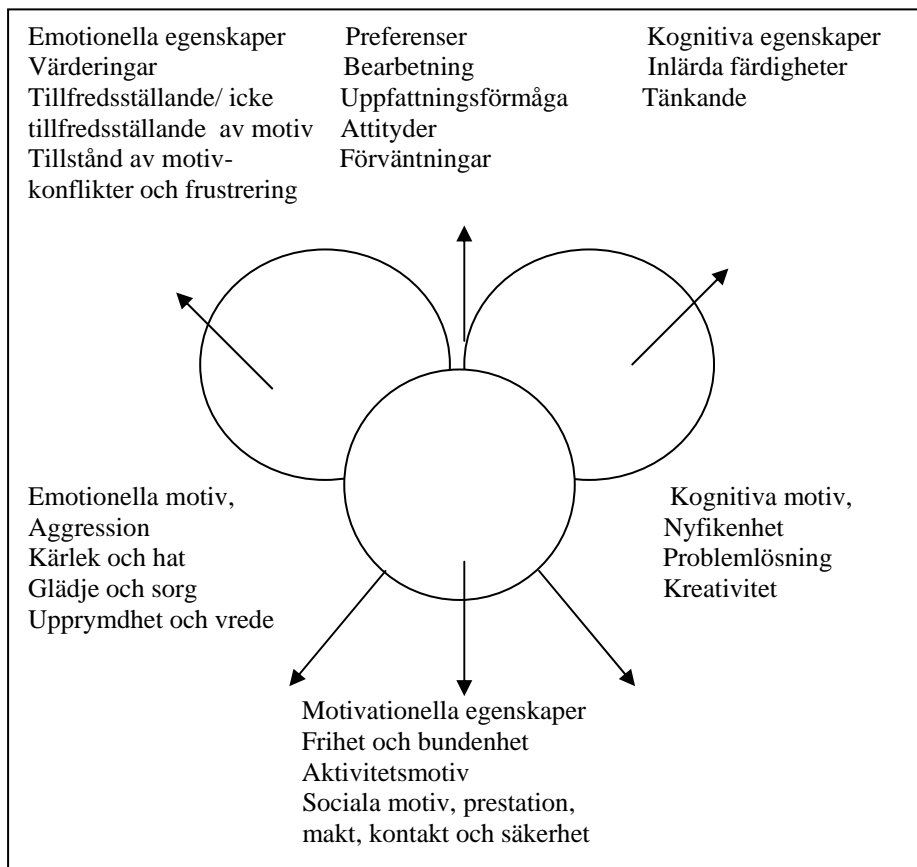 Emotionella egenskaper
Värderingar
Tillfredsställande/ icke
tillfredsställande av motiv
Tillstånd av motiv-
konflikter och frustrering
Preferenser
Bearbetning
Uppfattningsförmåga
Attityder
Förväntningar
Kognitiva egenskaper
Inlärda färdigheter
Tänkande
Emotionella motiv,
Aggression
Kärlek och hat
Glädje och sorg
Upprymdhet och vrede
Kognitiva motiv,
Nyfikenhet
Problemlösning
Kreativitet
Motivationella egenskaper
Frihet och bundenhet
Aktivitetsmotiv
Sociala motiv, prestation,
makt, kontakt och säkerhet